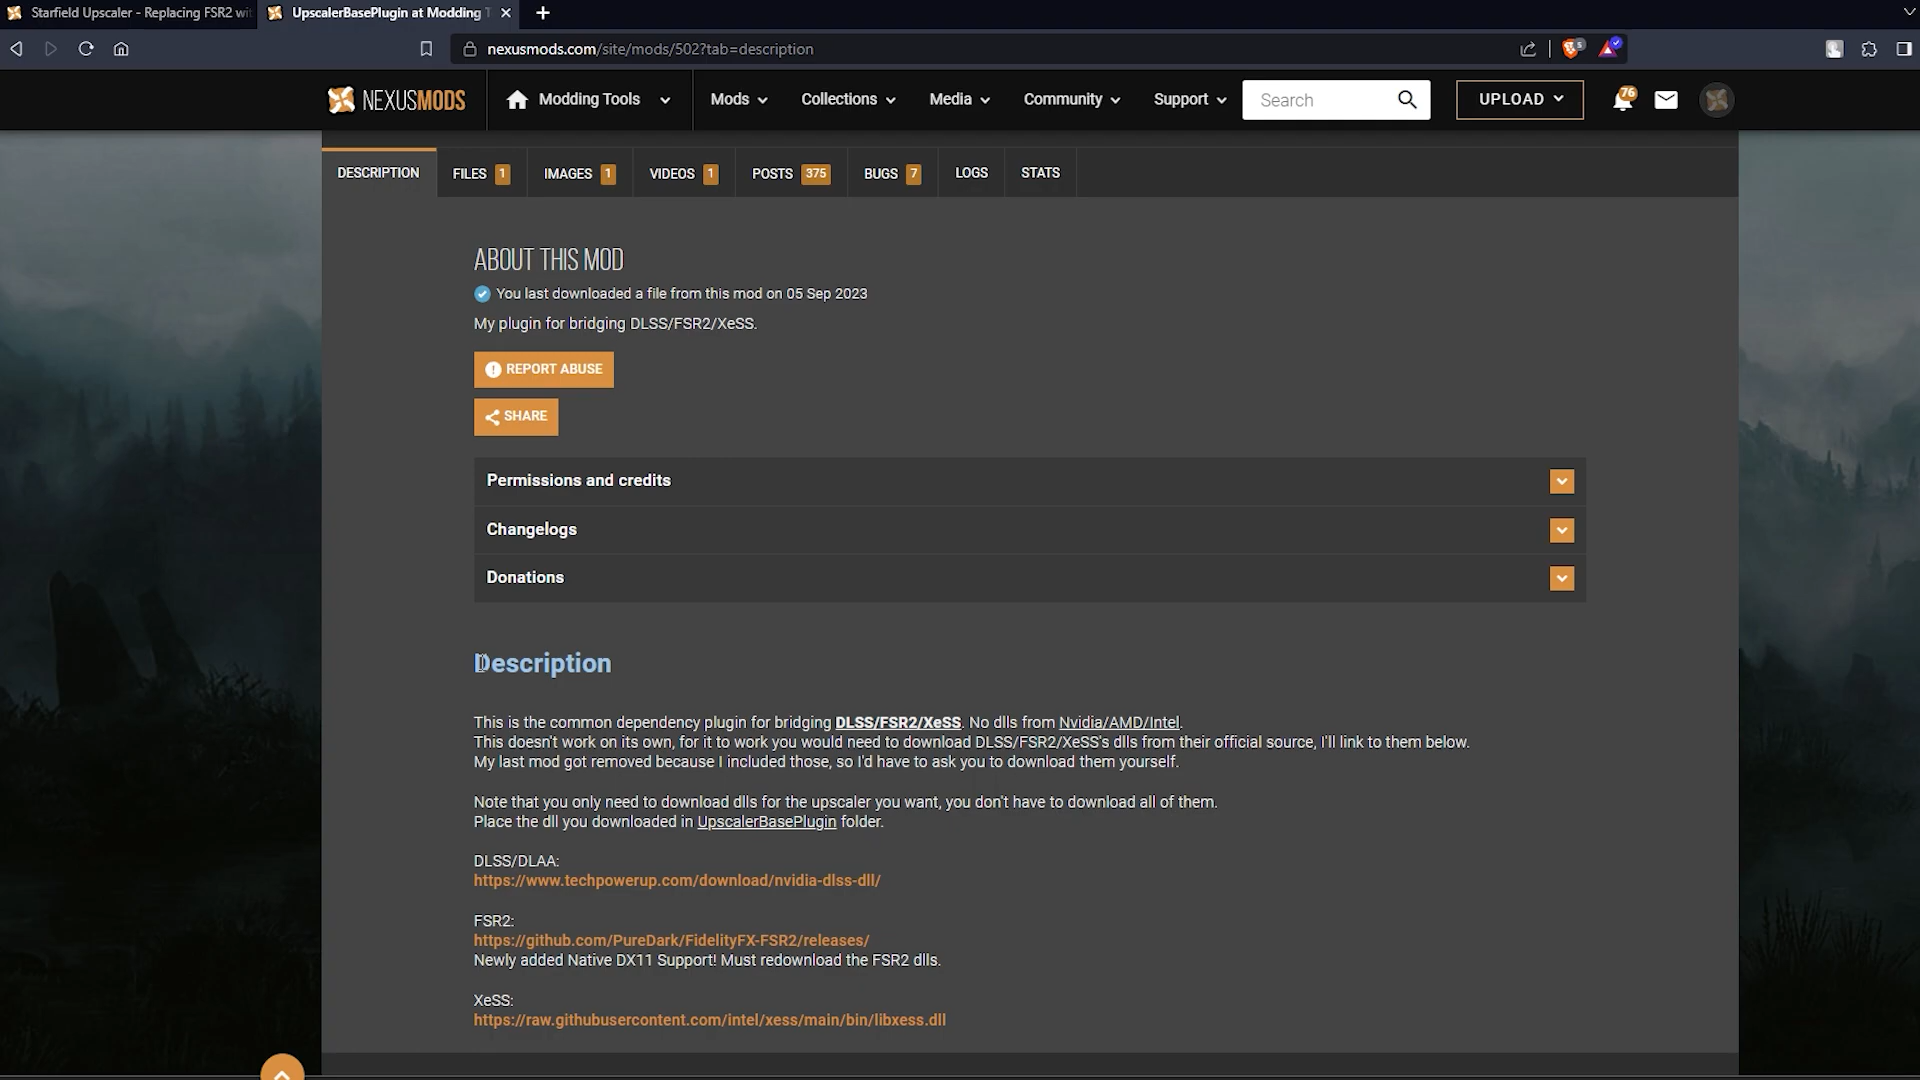 Starfield Upscaler - Replacing FSR2 wit
UpscalerBasePlugin at Modding T
nexusmods.com/site/mods/502?tab=description
5
NEXUSMODS
Modding Tools
Mods
Collections
Media
Community
Support
Search
UPLOAD
76
DESCRIPTION
FILES 1
IMAGES 1
VIDEOS 1
POSTS 375
BUGS 7
LOGS
STATS
ABOUT THIS MOD
You last downloaded a file from this mod on 05 Sep 2023
My plugin for bridging DLSS/FSR2/XeSS.
REPORT ABUSE
SHARE
Permissions and credits
Changelogs
Donations
Description
This is the common dependency plugin for bridging DLSS/FSR2/XeSS. No dlls from Nvidia/AMD/Intel.
This doesn't work on its own, for it to work you would need to download DLSS/FSR2/XeSS's dlls from their official source, I'll link to them below.
My last mod got removed because I included those, so I'd have to ask you to download them yourself.
Note that you only need to download dlls for the upscaler you want, you don't have to download all of them.
Place the dll you downloaded in UpscalerBasePlugin folder.
DLSS/DLAA:
https://www.techpowerup.com/download/nvidia-dlss-dll/
FSR2:
https://github.com/PureDark/FidelityFX-FSR2/releases/
Newly added Native DX11 Support! Must redownload the FSR2 dlls.
XeSS:
https://raw.githubusercontent.com/intel/xess/main/bin/libxess.dll